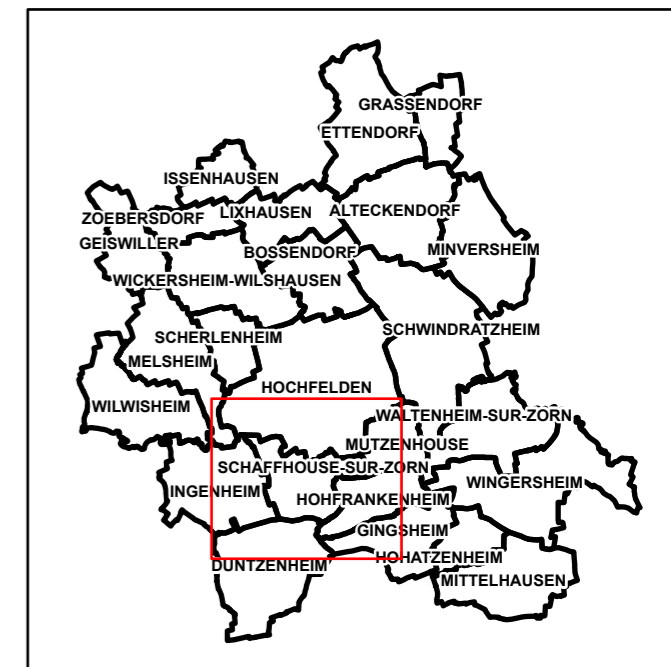 GRASSENDORF
ETTENDORF
ISSENHAUSEN
ZOEBERSDORF
LIXHAUSEN
ALTECKENDORF
GEISWILLER
BOSSENDORF
MINVERSHEIM
WICKERSHEIM-WILSHAUSEN
SCHWINDRATZHEIM
SCHERLENHEIM
MELSHEIM
HOCHFELDEN
WILWISHEIM
WALTENHEIM-SUR-ZORN
MUTZENHOUSE
SCHAFFHOUSE-SUR-ZORN
WINGERSHEIM
INGENHEIM
HOHFRANKENHEIM
GINGSHEIM
HOHATZENHEIM
DUNTZENHEIM
MITTELHAUSEN